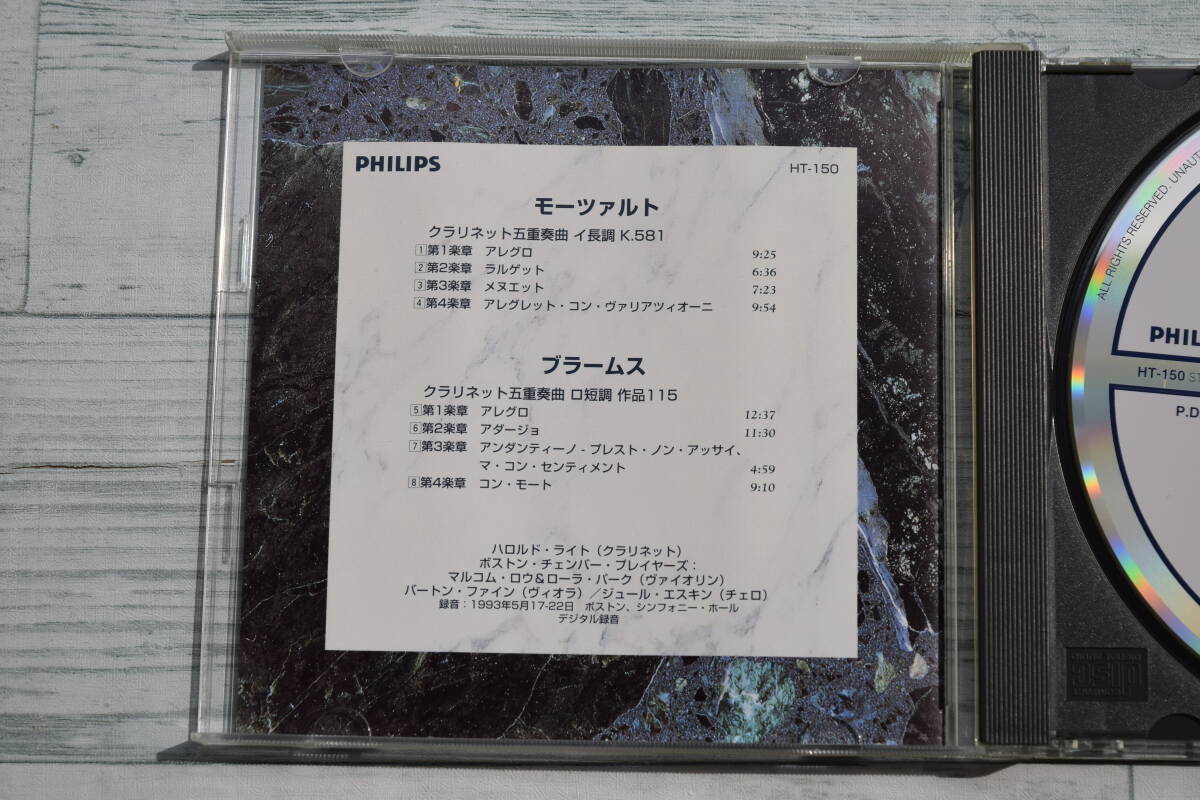 PHILIPS
HT-150
モーツァルト
クラリネット五重奏曲 イ長調 K.581
1 第1楽章 アレグロ 9:25
2 第2楽章 ラルゲット 6:36
3 第3楽章 メヌエット 7:23
4 第4楽章 アレグレット・コン・ヴァリアツィオーニ 9:54
ブラームス
クラリネット五重奏曲 ロ短調 作品115
5 第1楽章 アレグロ 12:37
6 第2楽章 アダージョ 11:30
7 第3楽章 アンダンティーノ - プレスト・ノン・アッサイ、
マ・コン・センティメント 4:59
8 第4楽章 コン・モート 9:10
ハロルド・ライト（クラリネット）
ボストン・チェンバー・プレイヤーズ：
マルコム・ロウ&ローラ・パーク（ヴァイオリン）
バートン・ファイン（ヴィオラ）／ジュール・エスキン（チェロ）
録音：1993年5月17-22日 ボストン、シンフォニー・ホール
デジタル録音
ALL RIGHTS RESERVED. UNAUT
PHIL
HT-150 ST
P.D